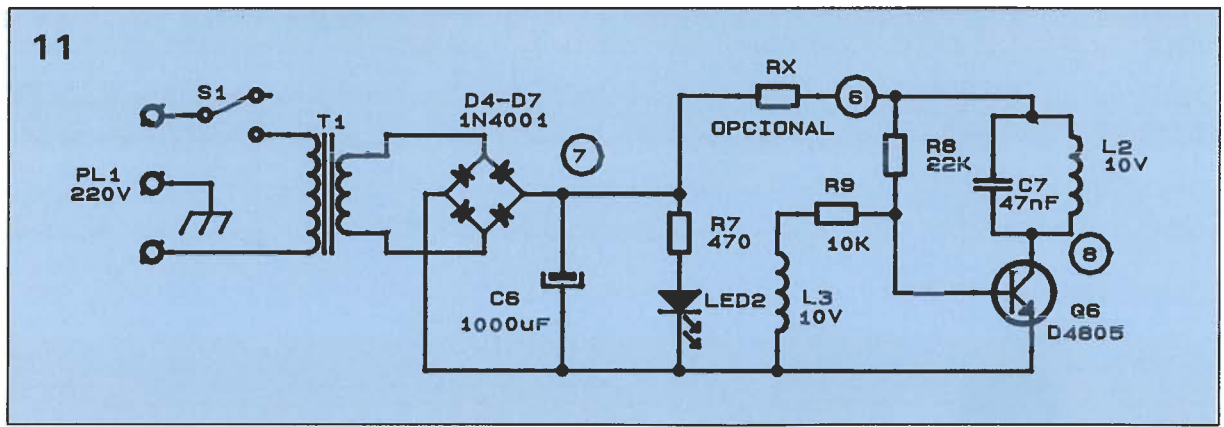 11
S1
T1
PL1
220V
D4-D7
1N4001
7
C6
1000uF
RX
OPCIONAL
6
R7
470
LED2
R9
10K
L3
10V
R8
22K
C7
47nF
L2
10V
8
Q6
D4805